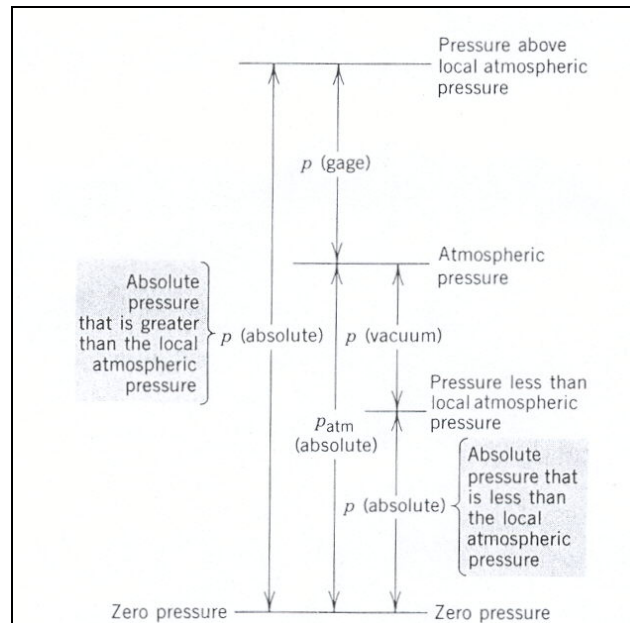 Pressure above
local atmospheric
pressure
p (gage)
Atmospheric
pressure
Absolute
pressure
that is greater
than the local
atmospheric
pressure
p (absolute)
p (vacuum)
Pressure less than
local atmospheric
pressure
patm
(absolute)
p (absolute)
Absolute
pressure that
is less than
the local
atmospheric
pressure
Zero pressure
Zero pressure